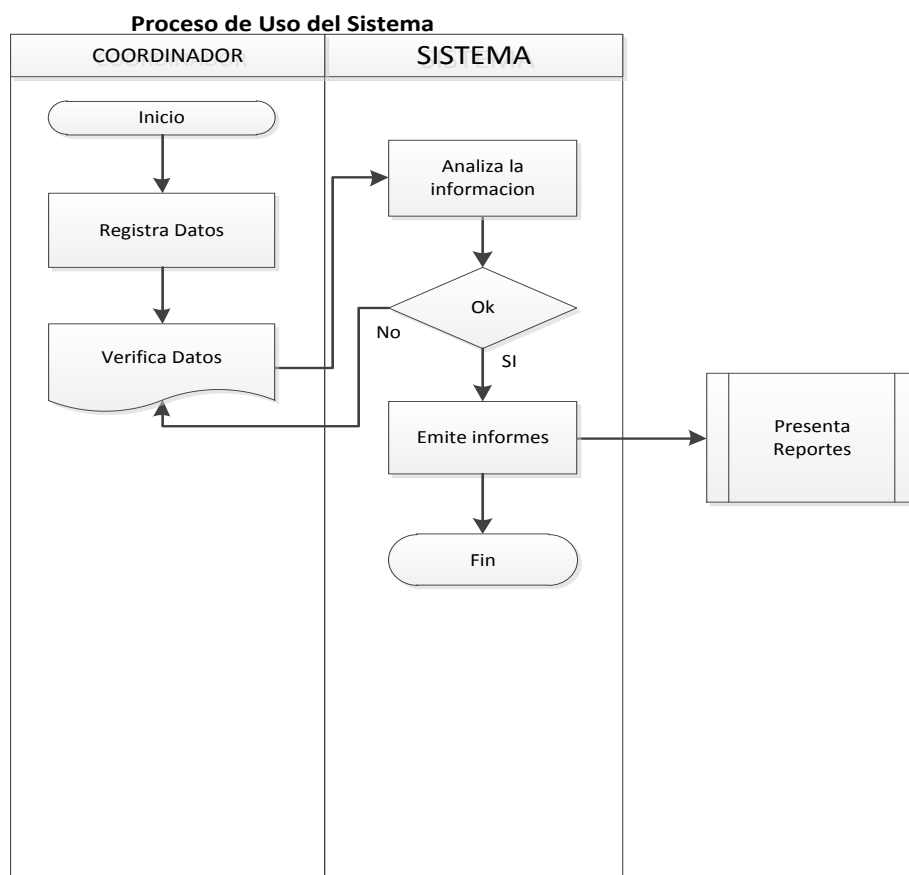 Proceso de Uso del Sistema
COORDINADOR
SISTEMA
Inicio
Registra Datos
Verifica Datos
Analiza la
informacion
Ok
No
SI
Emite informes
Fin
Presenta
Reportes